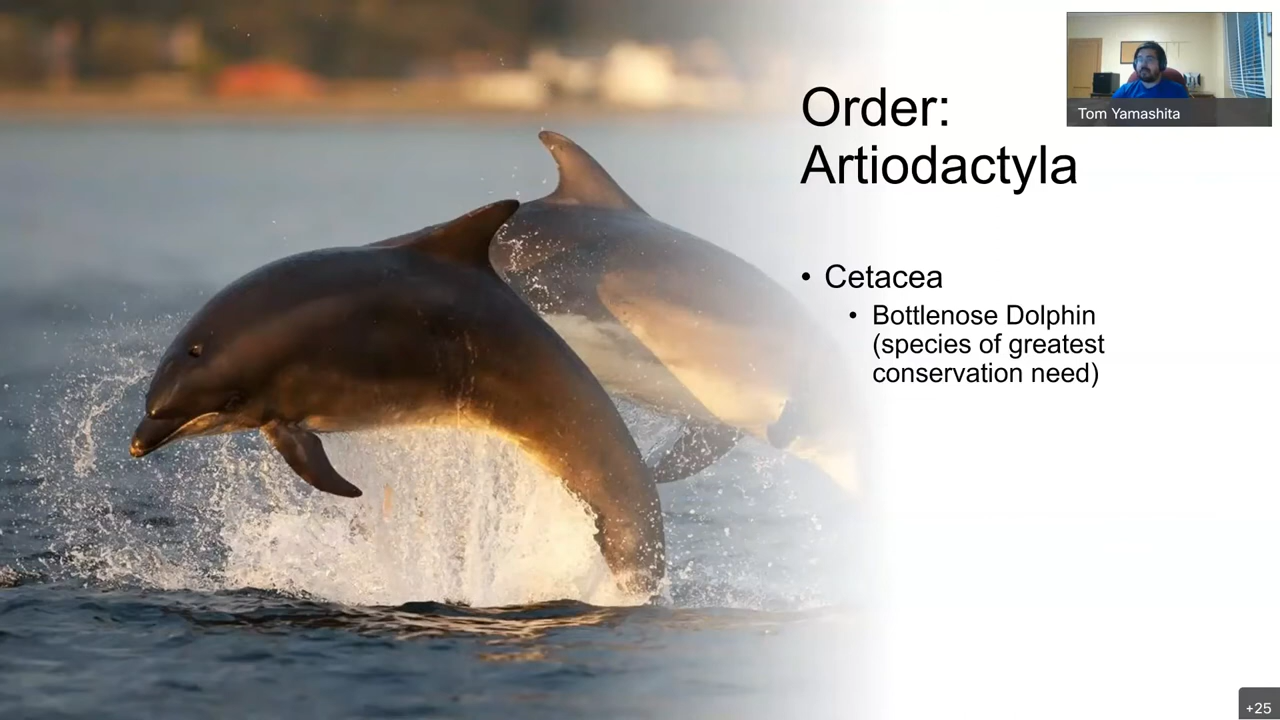 Order:
Artiodactyla
Tom Yamashita
• Cetacea
• Bottlenose Dolphin
(species of greatest
conservation need)
+25